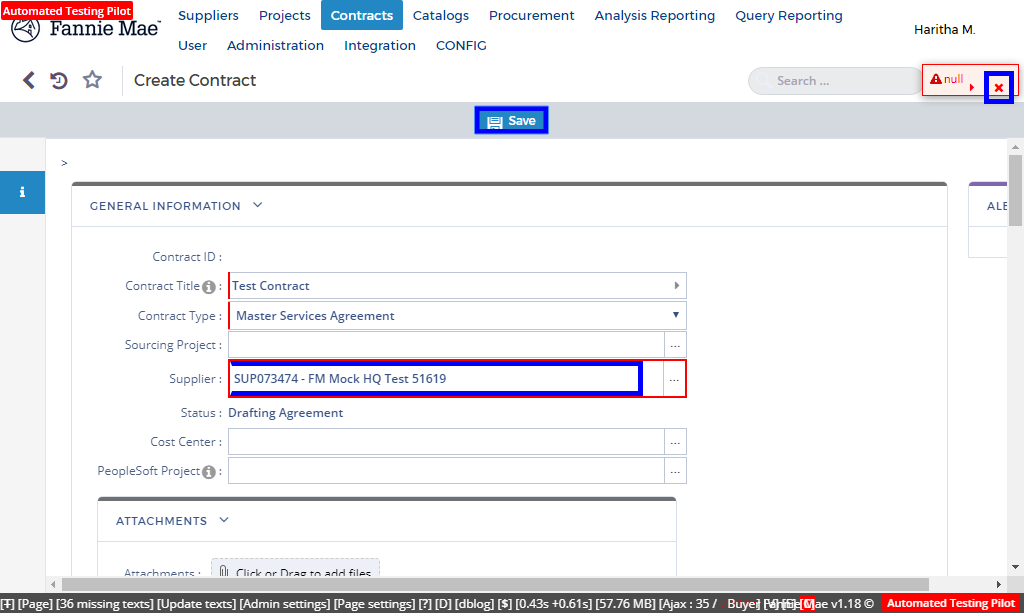 Automated Testing Pilot
Fannie Mae
Suppliers Projects Contracts Catalogs Procurement Analysis Reporting Query Reporting
User Administration Integration CONFIG
Haritha M.
Create Contract
Search ...
null
Save
>
GENERAL INFORMATION
ALE
Contract ID :
Contract Title : Test Contract
Contract Type : Master Services Agreement
Sourcing Project : ...
Supplier : SUP073474 - FM Mock HQ Test 51619 ...
Status : Drafting Agreement
Cost Center : ...
PeopleSoft Project : ...
ATTACHMENTS
Attachments : Click or Drag to add files
[Page] [36 missing texts] [Update texts] [Admin settings] [Page settings] [?] [D] [dblog] [$] [0.43s +0.61s] [57.76 MB] [Ajax : 35 / Buyer Mae v1.18 © Automated Testing Pilot